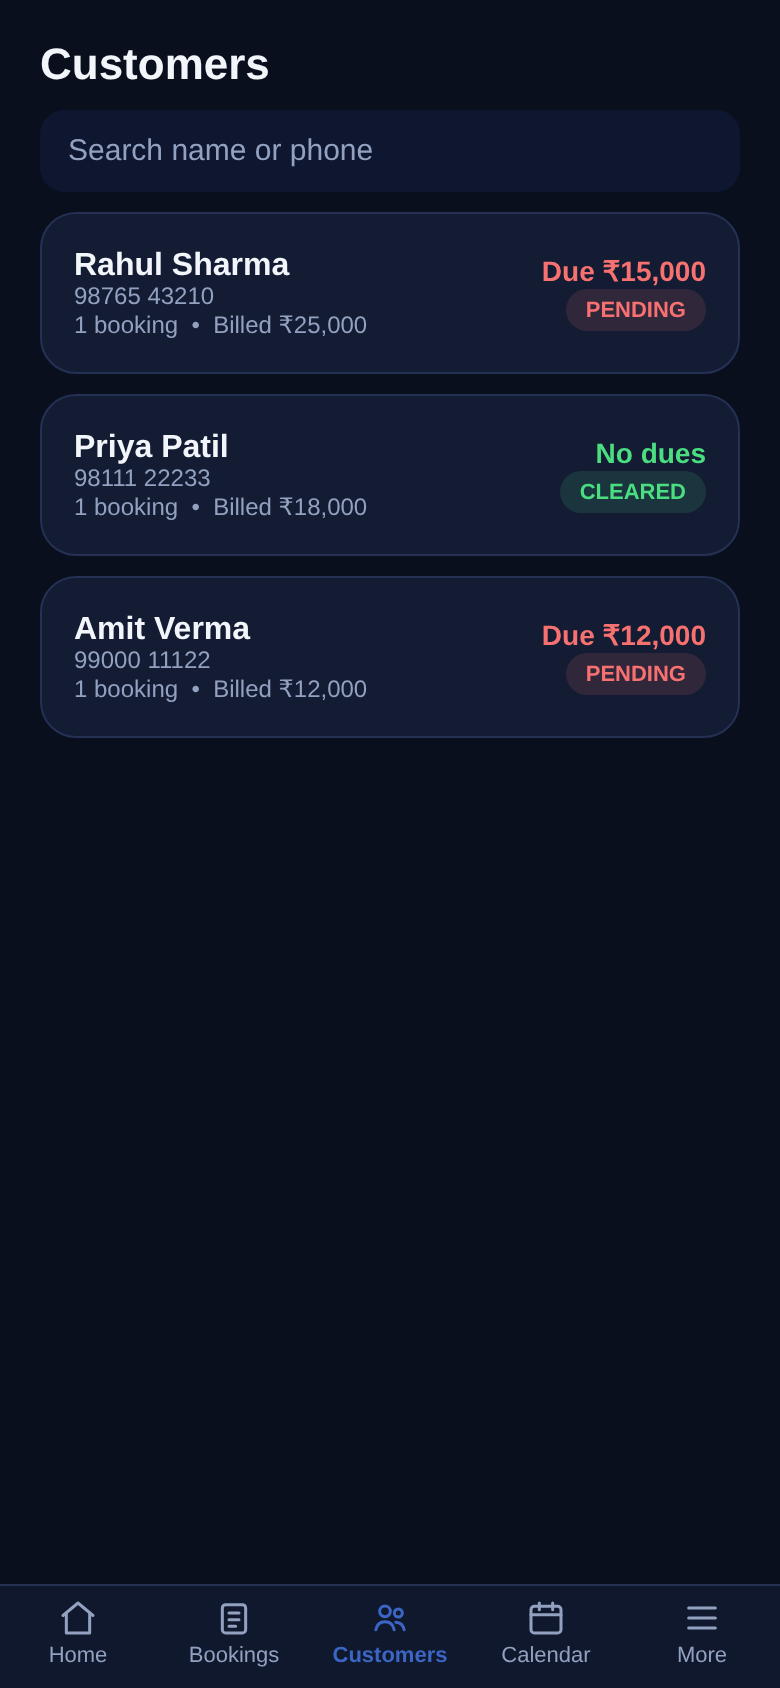 Customers
Search name or phone
Rahul Sharma
98765 43210
1 booking • Billed ₹25,000
Due ₹15,000
PENDING
Priya Patil
98111 22233
1 booking • Billed ₹18,000
No dues
CLEARED
Amit Verma
99000 11122
1 booking • Billed ₹12,000
Due ₹12,000
PENDING
Home
Bookings
Customers
Calendar
More